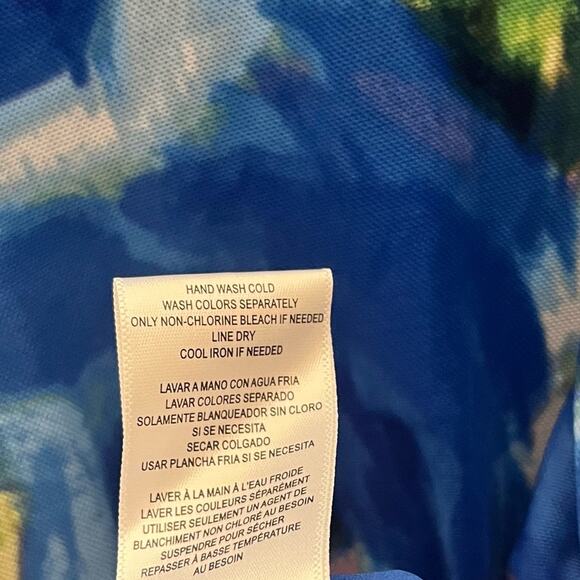 HAND WASH COLD
WASH COLORS SEPARATELY
ONLY NON-CHLORINE BLEACH IF NEEDED
LINE DRY
COOL IRON IF NEEDED
LAVAR A MANO CON AGUA FRIA
LAVAR COLORES SEPARADO
SOLAMENTE BLANQUEADOR SIN CLORO
SI SE NECESITA
SECAR COLGADO
USAR PLANCHA FRIA SI SE NECESITA
LAVER À LA MAIN À L'EAU FROIDE
LAVER LES COULEURS SÉPARÉMENT
UTILISER SEULEMENT UN AGENT DE
BLANCHIMENT NON CHLORÉ AU BESOIN
SUSPENDRE POUR SÉCHER
REPASSER À BASSE TEMPÉRATURE
AU BESOIN